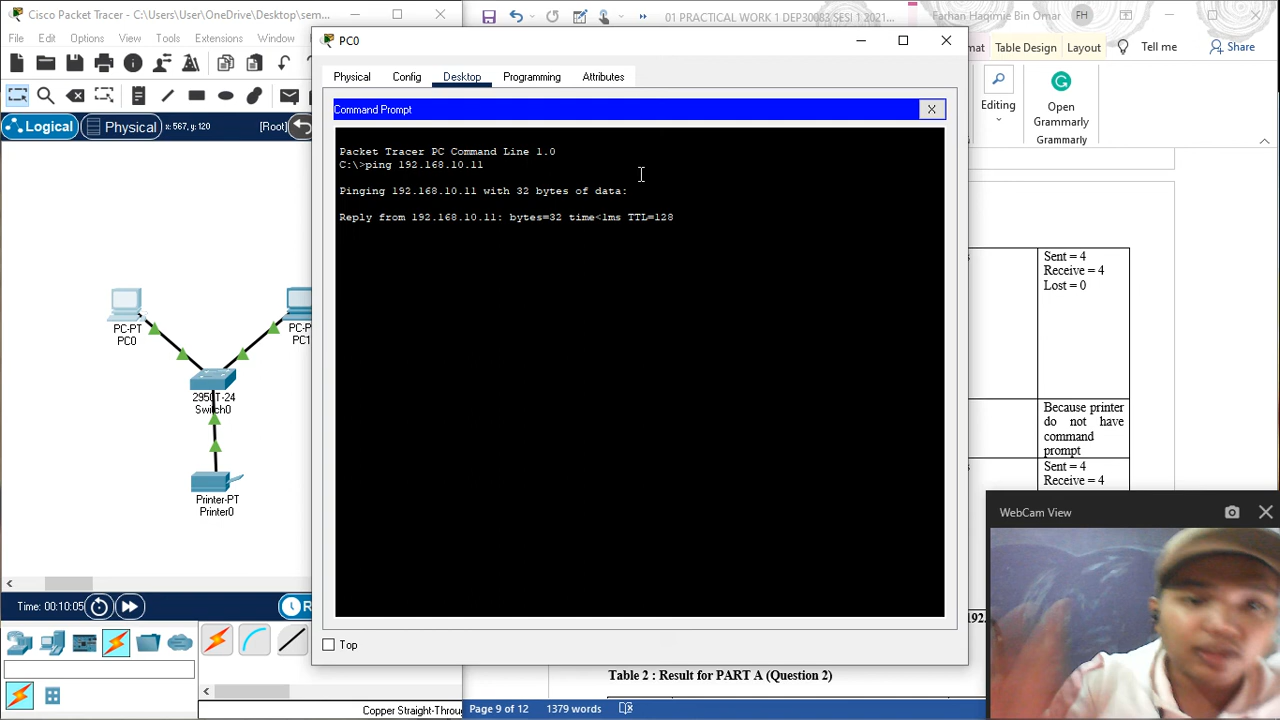 Cisco Packet Tracer - C:\Users\User\OneDrive\Desktop\sem...
File Edit Options View Tools Extensions Window
Logical
Physical
x: 567, y: 120
[Root]
01 PRACTICAL WORK 1 DEP30083 SESI 1 2021...
Farhan Haqimie Bin Omar
FH
Table Design
Layout
Tell me
Share
Editing
Open
Grammarly
Grammarly
PC0
Physical
Config
Desktop
Programming
Attributes
Command Prompt
X
Packet Tracer PC Command Line 1.0
C:\>ping 192.168.10.11
Pinging 192.168.10.11 with 32 bytes of data:
Reply from 192.168.10.11: bytes=32 time<1ms TTL=128
Top
PC-PT
PC0
PC-P
PC1
2950T-24
Switch0
Printer-PT
Printer0
Time: 00:10:05
Copper Straight-Throu
Sent = 4
Receive = 4
Lost = 0
Because printer
do not have
command
prompt
Sent = 4
Receive = 4
WebCam View
Table 2 : Result for PART A (Question 2)
Page 9 of 12
1379 words